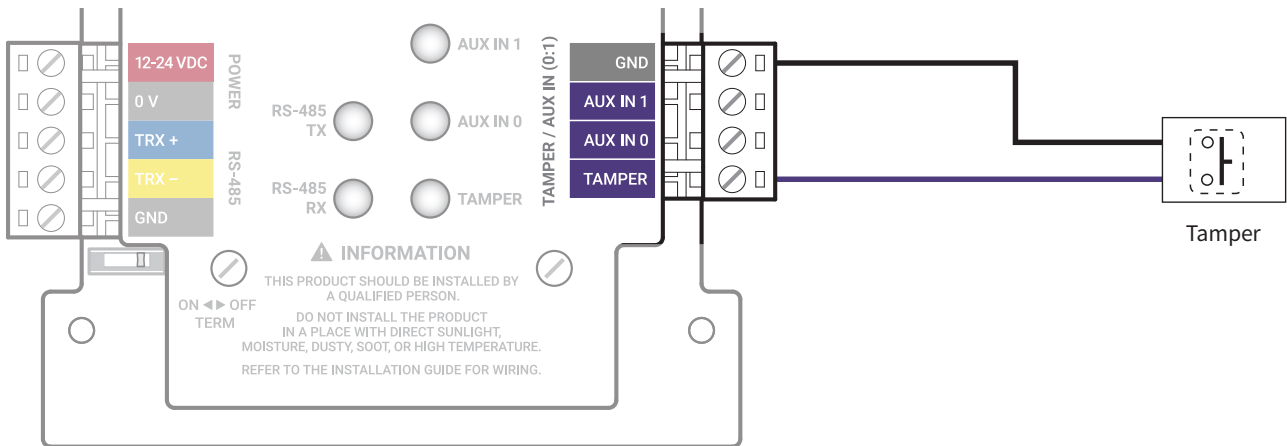 12-24 VDC
0 V
TRX +
TRX −
GND
POWER
RS-485
AUX IN 1
RS-485
TX
AUX IN 0
RS-485
RX
TAMPER
TAMPER / AUX IN (0:1)
GND
AUX IN 1
AUX IN 0
TAMPER
Tamper
INFORMATION
THIS PRODUCT SHOULD BE INSTALLED BY
A QUALIFIED PERSON.
DO NOT INSTALL THE PRODUCT
IN A PLACE WITH DIRECT SUNLIGHT,
MOISTURE, DUSTY, SOOT, OR HIGH TEMPERATURE.
REFER TO THE INSTALLATION GUIDE FOR WIRING.
ON ◀▶ OFF
TERM